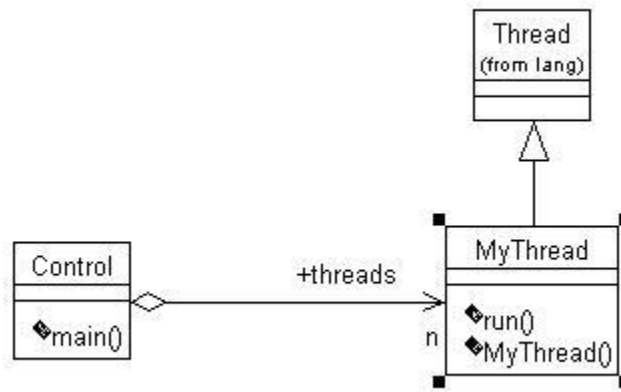 Thread
(from lang)
Control
main()
+threads
n
MyThread
run()
MyThread()